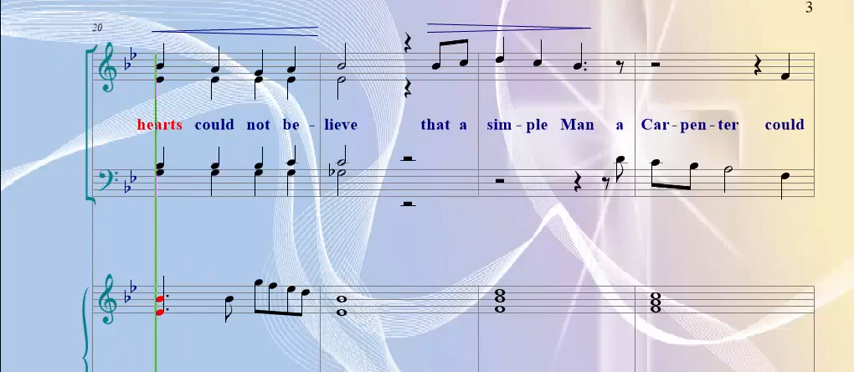 3
20
hearts could not be - lieve that a sim - ple Man a Car - pen - ter could